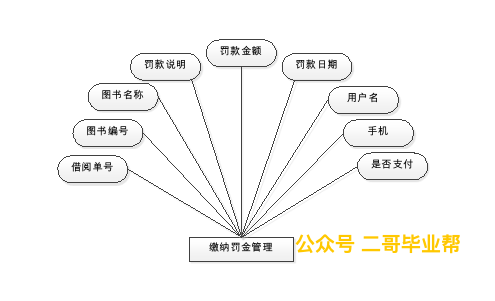 罚款金额
罚款说明
罚款日期
图书名称
用户名
图书编号
手机
借阅单号
是否支付
缴纳罚金管理
公众号 二哥毕业帮